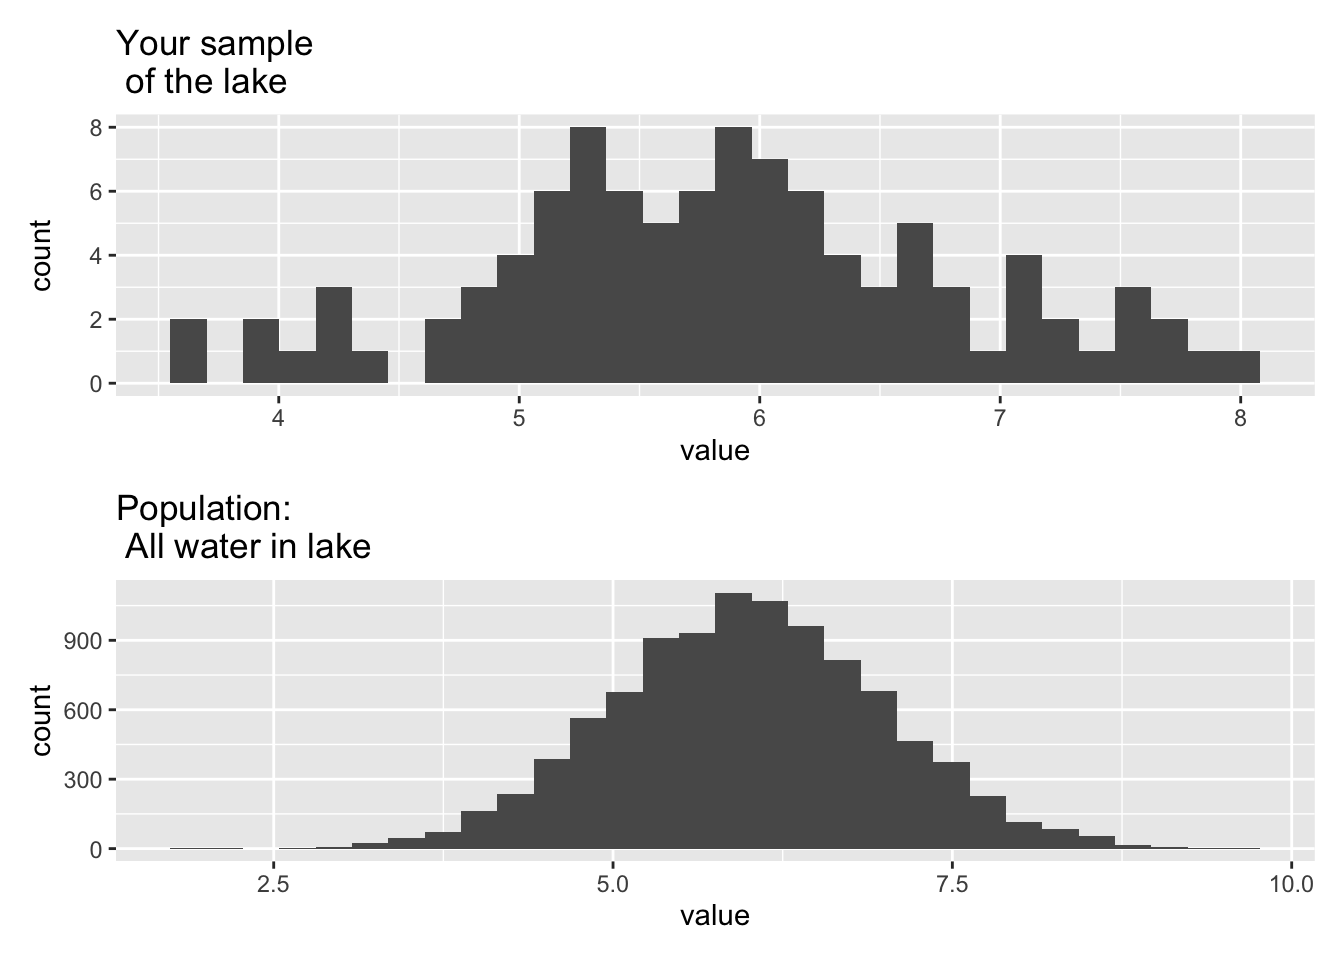 Your sample
of the lake
8
6
4
2
0
count
4 5 6 7 8
value
Population:
All water in lake
900
600
300
0
count
2.5 5.0 7.5 10.0
value